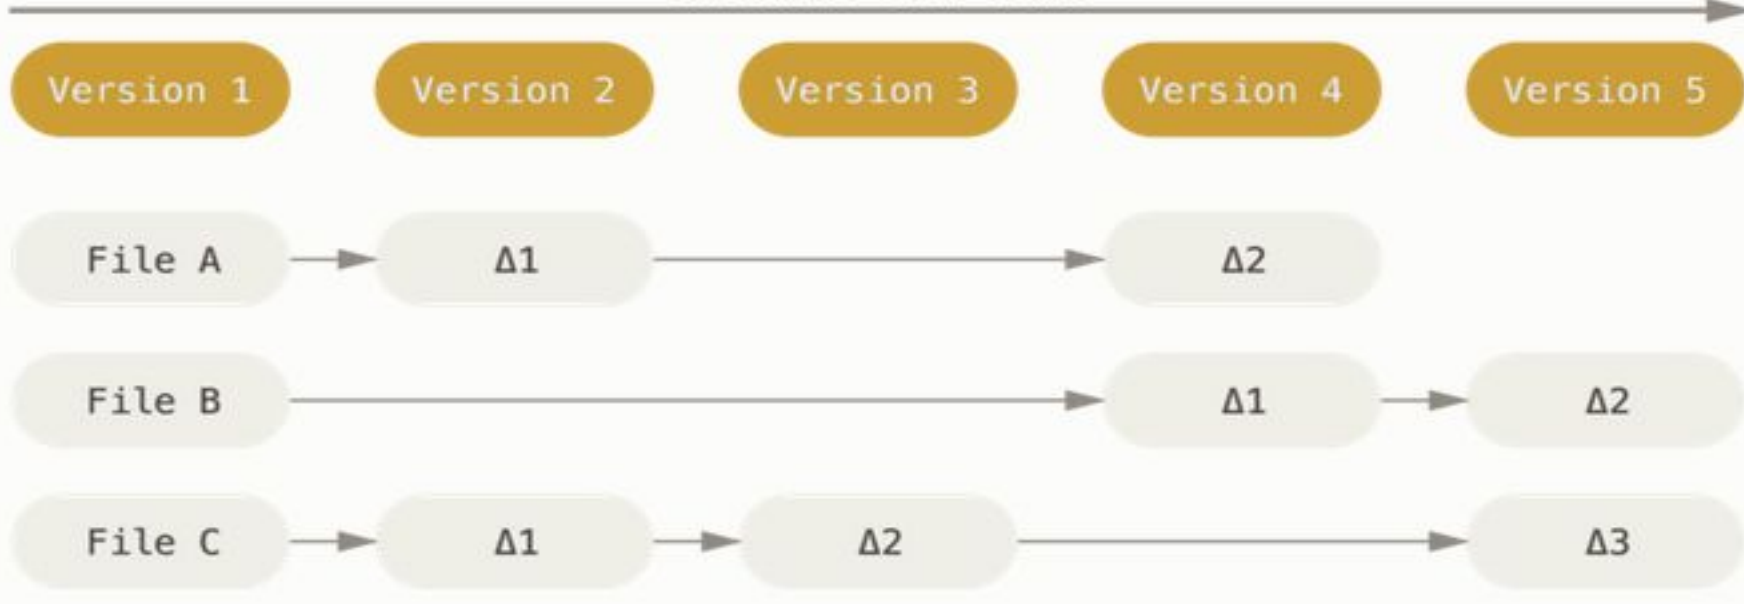 Version 1 Version 2 Version 3 Version 4 Version 5
File A Δ1 Δ2
File B Δ1 Δ2
File C Δ1 Δ2 Δ3